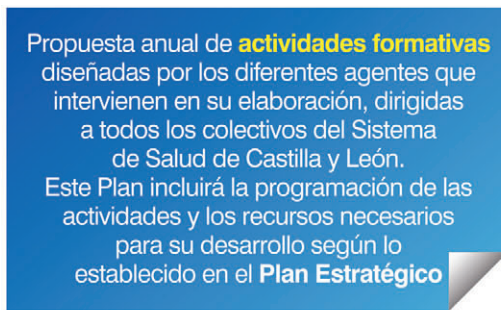 Propuesta anual de actividades formativas
diseñadas por los diferentes agentes que
intervienen en su elaboración, dirigidas
a todos los colectivos del Sistema
de Salud de Castilla y León.
Este Plan incluirá la programación de las
actividades y los recursos necesarios
para su desarrollo según lo
establecido en el Plan Estratégico